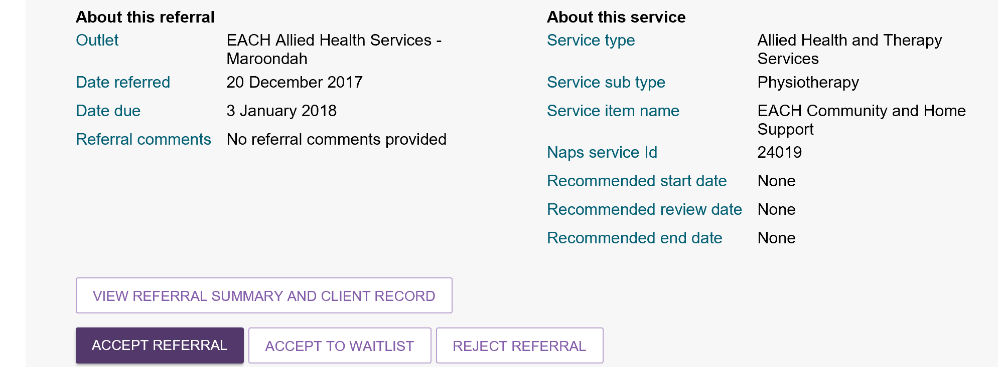 About this referral
Outlet EACH Allied Health Services -
Maroondah
Date referred 20 December 2017
Date due 3 January 2018
Referral comments No referral comments provided
About this service
Service type Allied Health and Therapy
Services
Service sub type Physiotherapy
Service item name EACH Community and Home
Support
Naps service Id 24019
Recommended start date None
Recommended review date None
Recommended end date None
VIEW REFERRAL SUMMARY AND CLIENT RECORD
ACCEPT REFERRAL ACCEPT TO WAITLIST REJECT REFERRAL